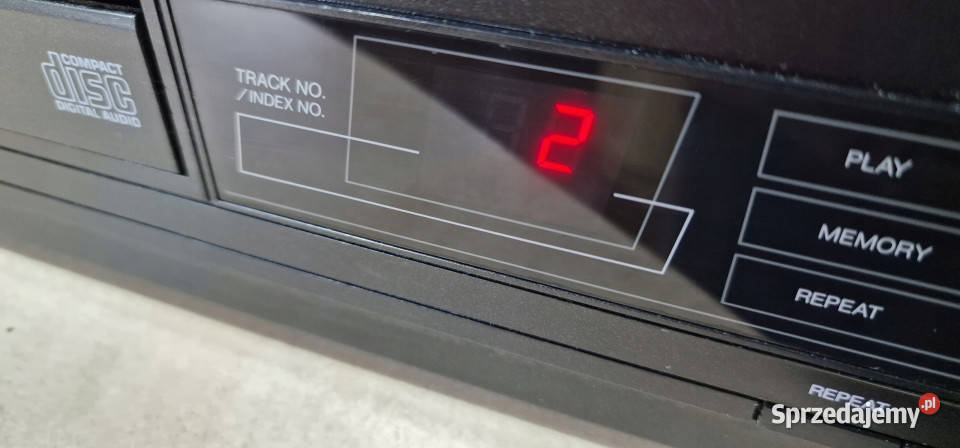 COMPACT
disc
DIGITAL AUDIO
TRACK NO.
/INDEX NO.
2
PLAY
MEMORY
REPEAT
REPEAT
Sprzedajemy.pl